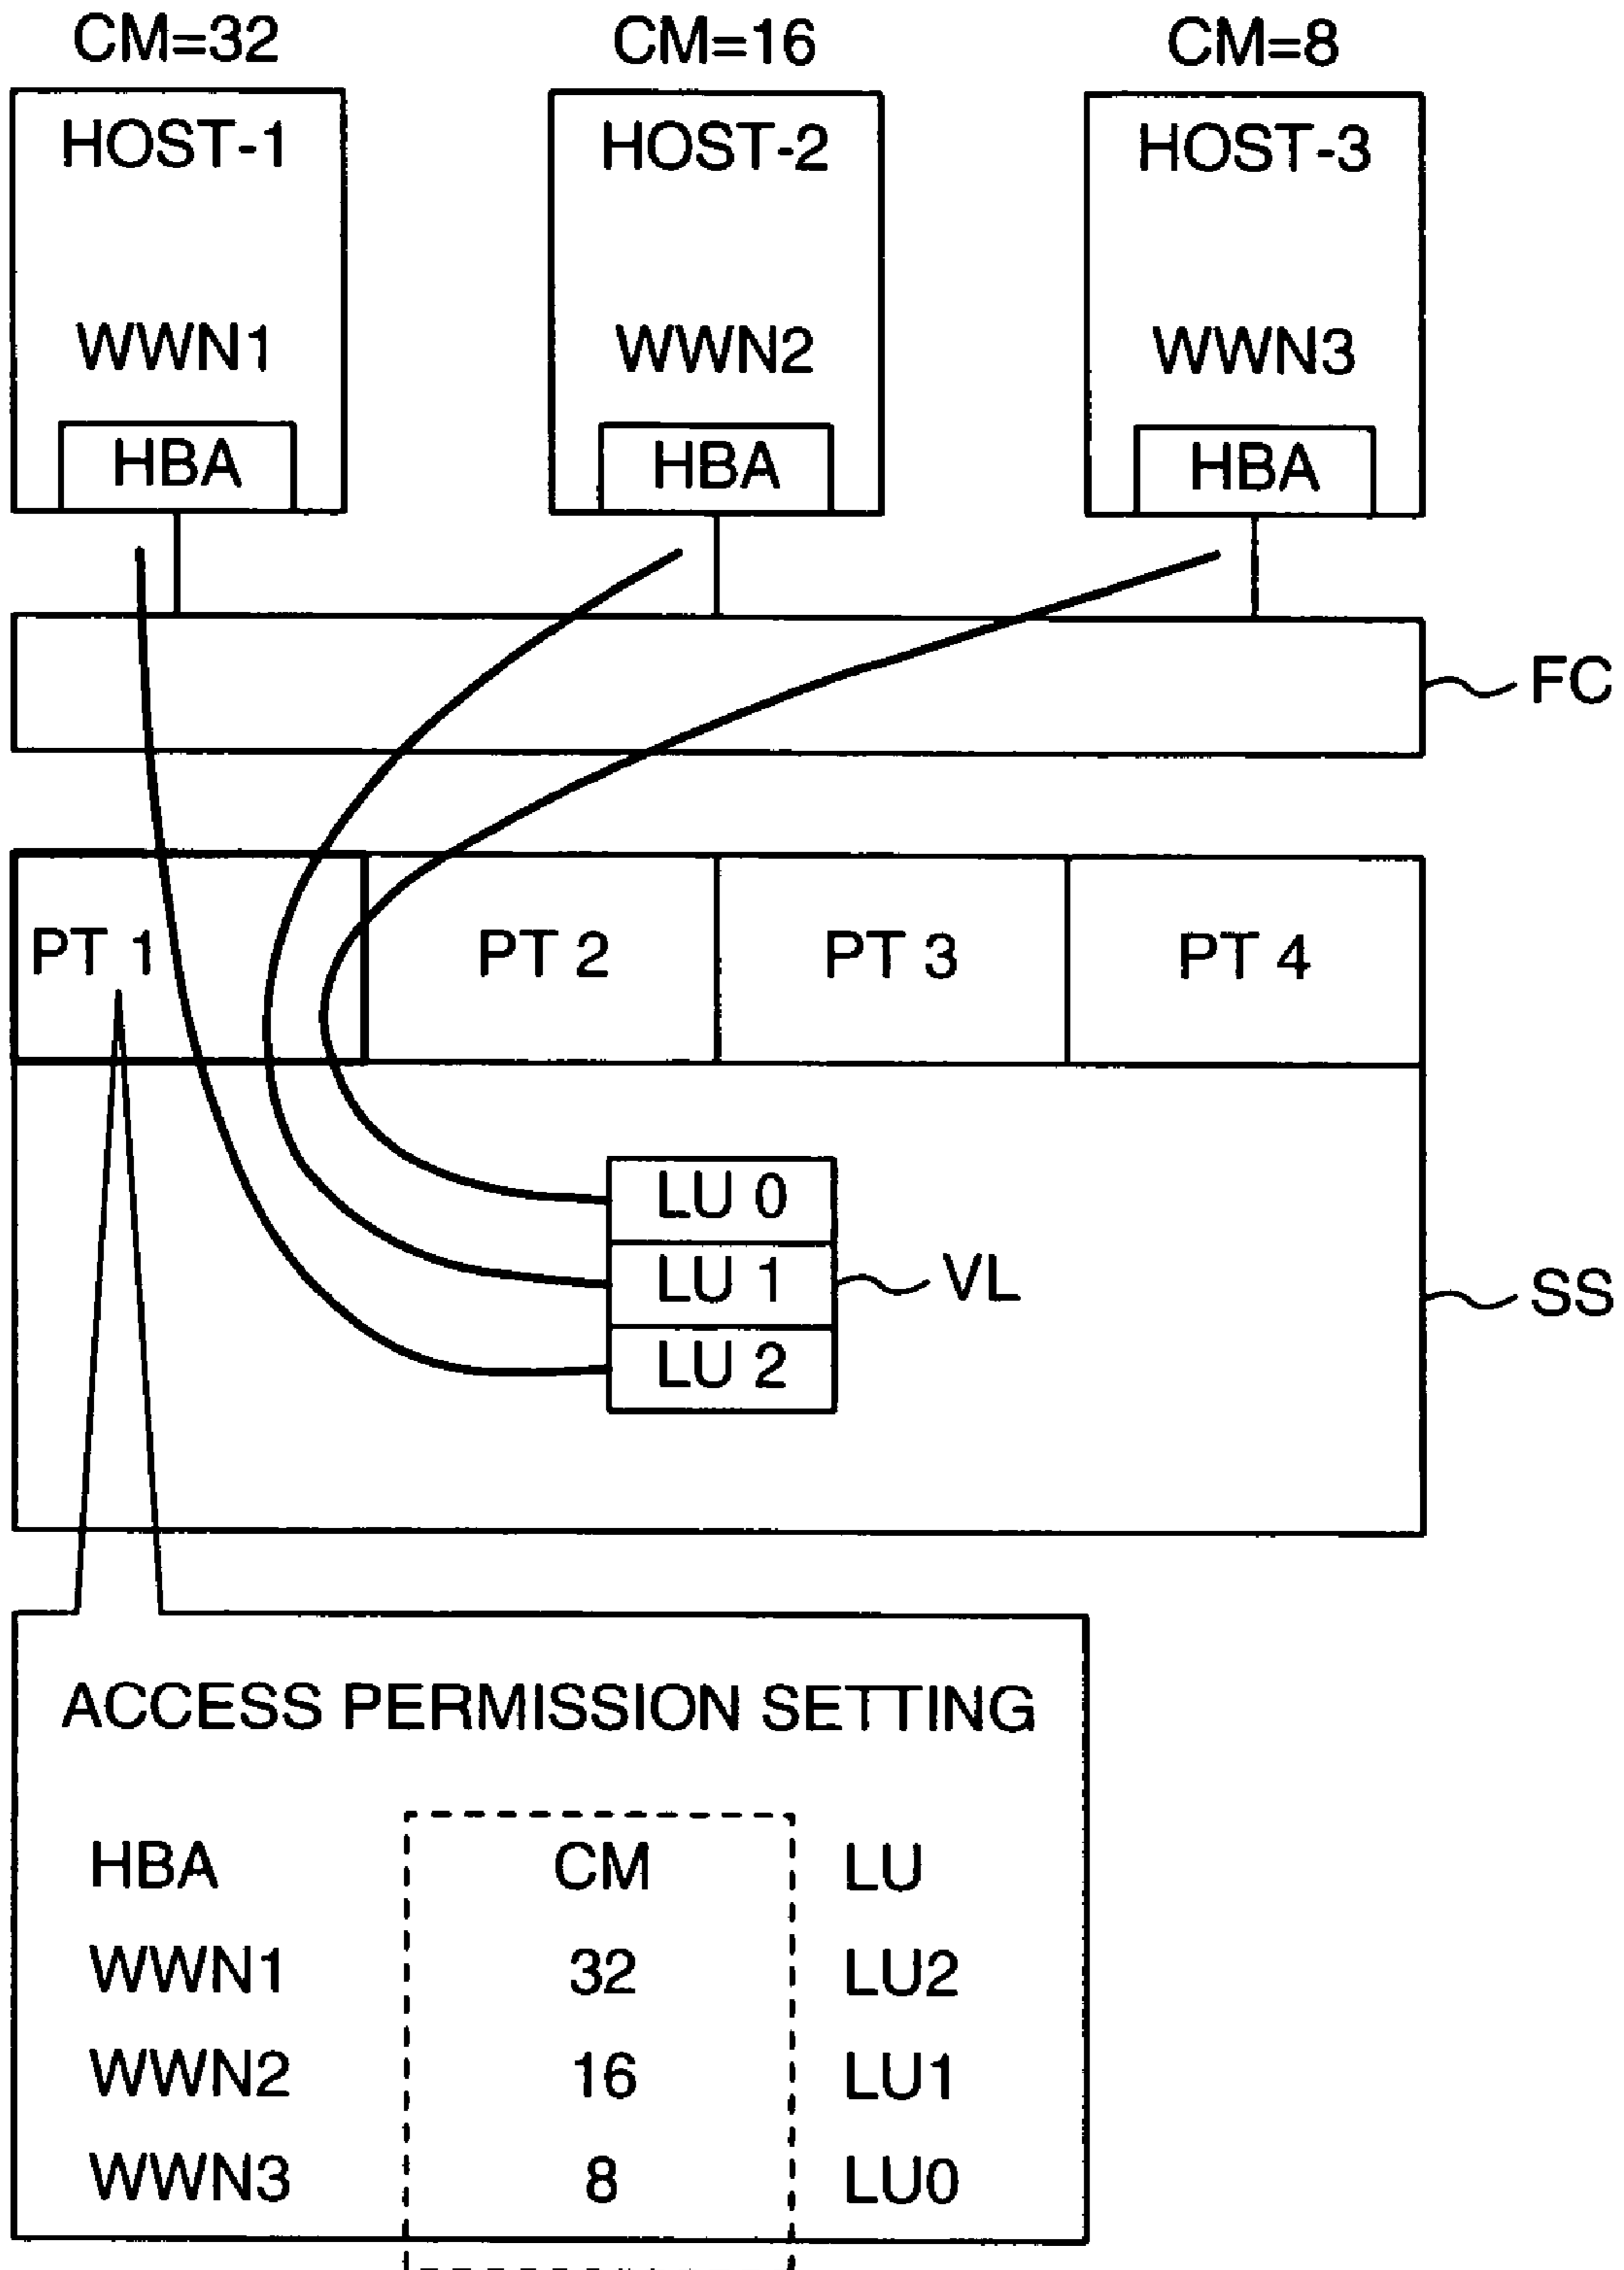 CM=32 CM=16 CM=8
HOST-1 HOST-2 HOST-3
WWN1 WWN2 WWN3
HBA HBA HBA
FC
PT 1 PT 2 PT 3 PT 4
LU 0
LU 1 VL
SS
LU 2
ACCESS PERMISSION SETTING
HBA CM LU
WWN1 32 LU2
WWN2 16 LU1
WWN3 8 LU0